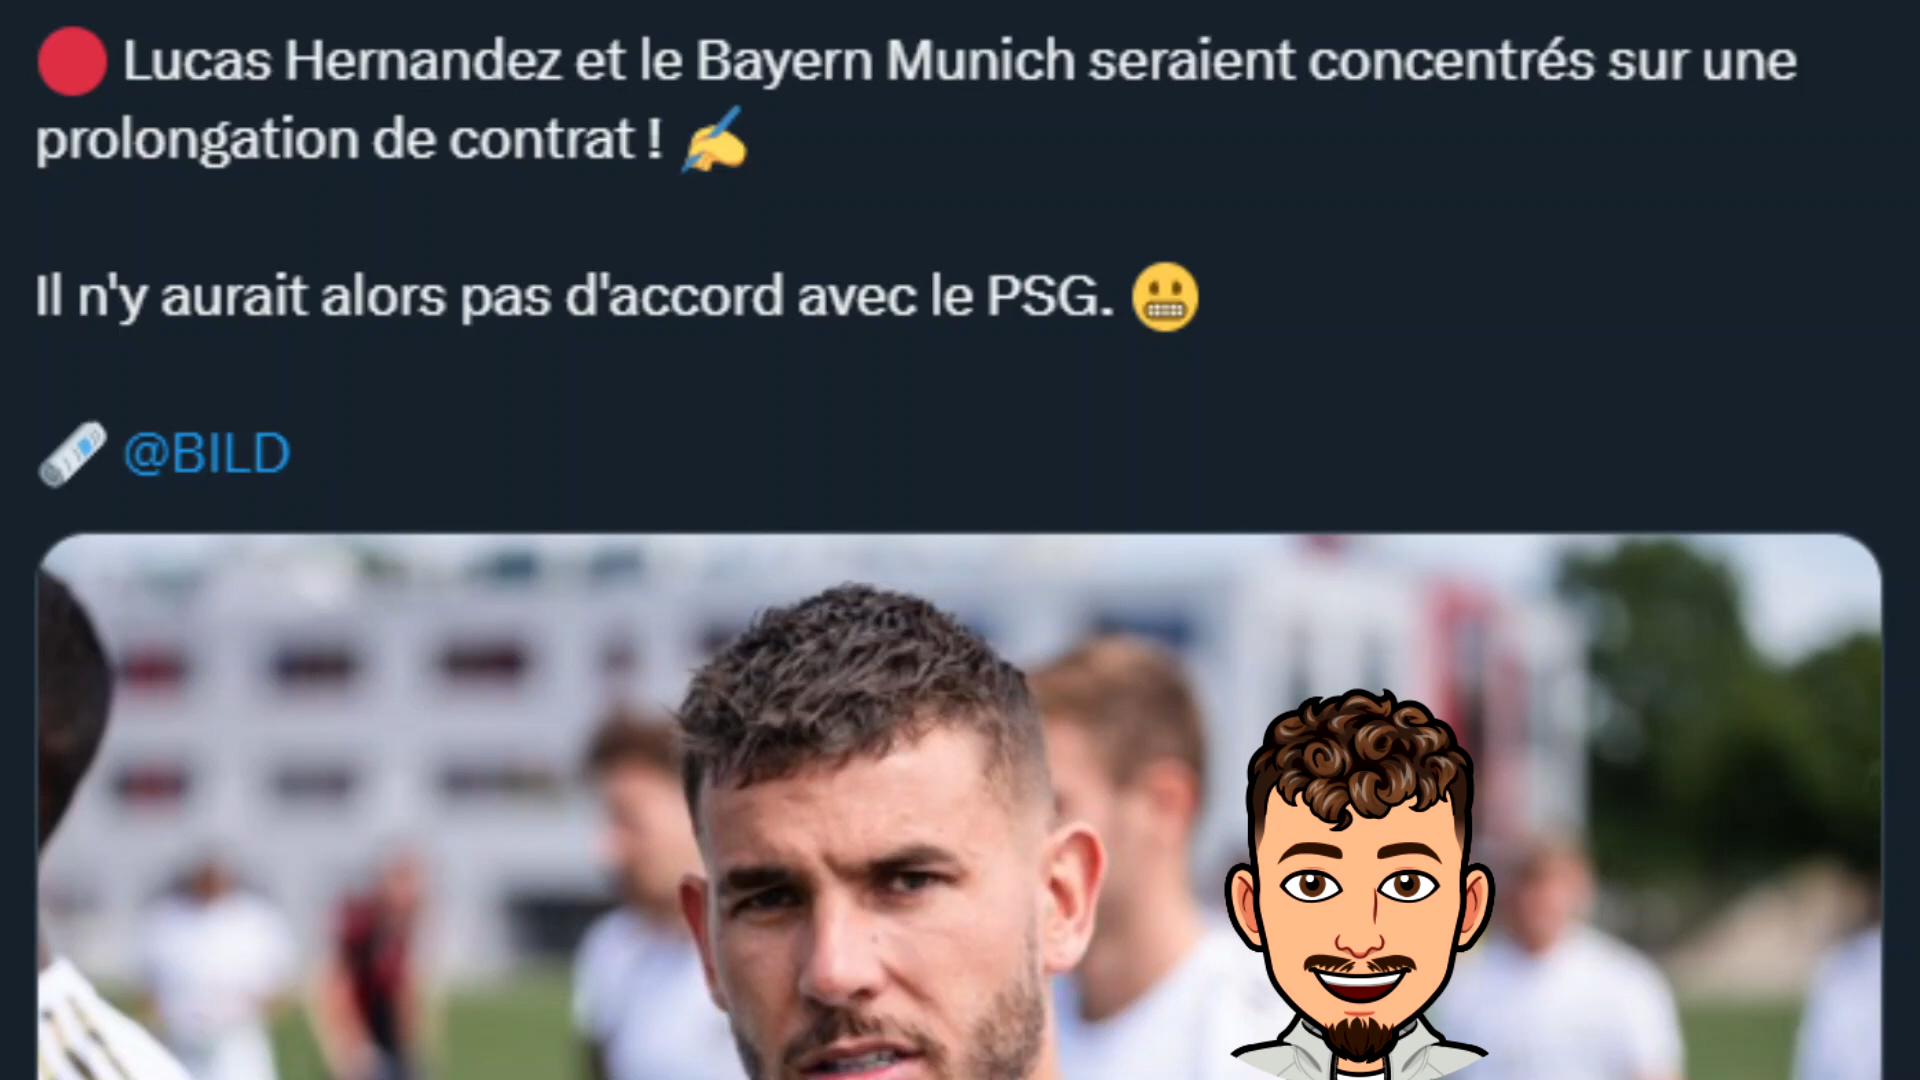 🔴 Lucas Hernandez et le Bayern Munich seraient concentrés sur une
prolongation de contrat ! ✍️
Il n'y aurait alors pas d'accord avec le PSG. 😬
🗞️ @BILD